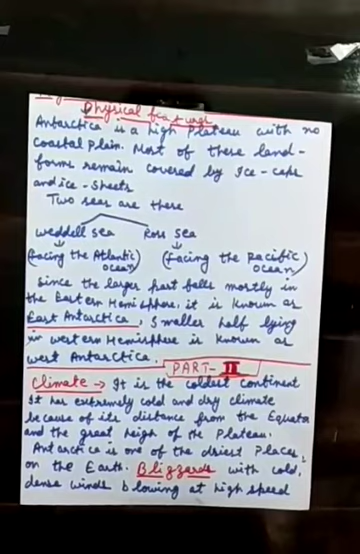 Physical features
Antarctica is a high Plateau with no
Coastal Plain. Most of these land-
forms remain covered by Ice-caps
and ice-sheets
Two seas are there
Weddell Sea Ross Sea
(facing the Atlantic ocean) (facing the pacific ocean)
Since the larger part falls mostly in
the Eastern Hemisphere, it is known as
East Antarctica, Smaller half lying
in western Hemisphere is known as
west Antarctica.
PART-II
Climate → It is the coldest continent
It has extremely cold and dry climate
because of its distance from the Equator
and the great heigh of the Plateau.
Antarctica is one of the driest Places,
on the Earth. Blizzards with cold,
dense winds blowing at high speed